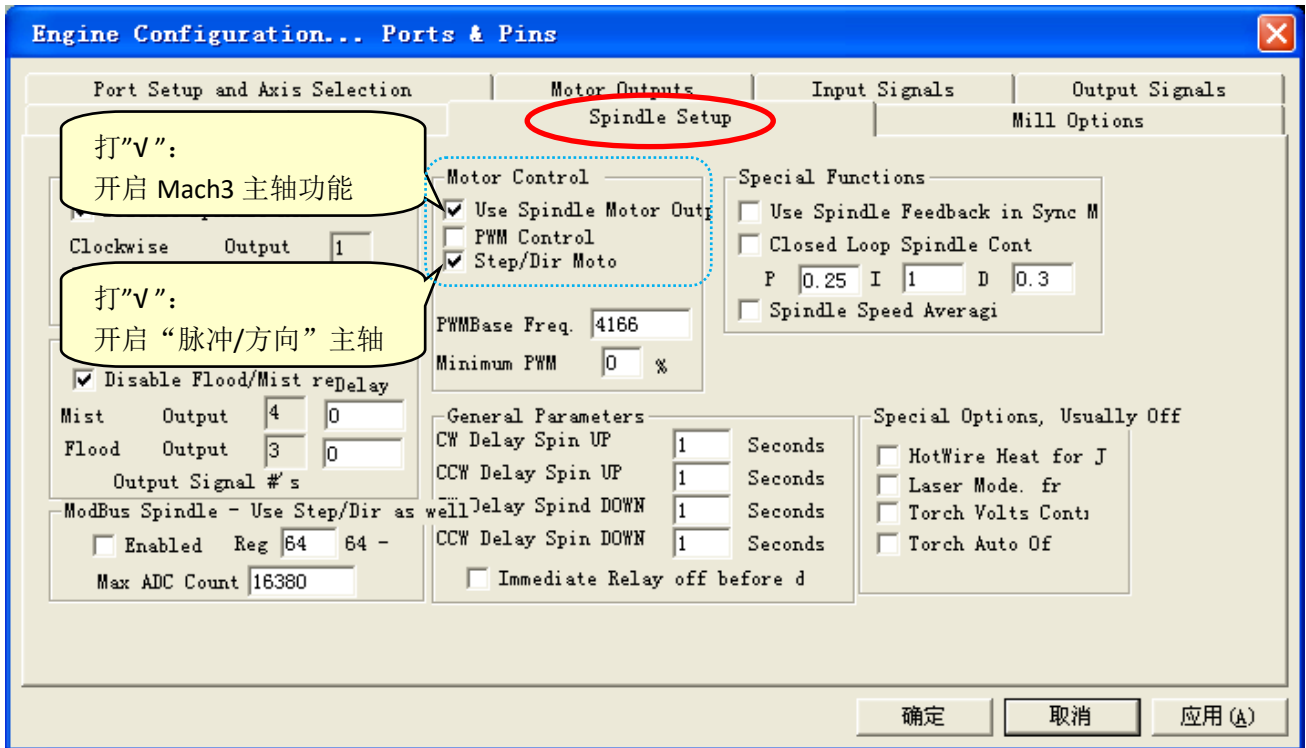 Engine Configuration... Ports & Pins
Port Setup and Axis Selection
Motor Outputs
Input Signals
Output Signals
Spindle Setup
Mill Options
打"√ ":
开启 Mach3 主轴功能
Clockwise Output 1
打"√ ":
开启“脉冲/方向”主轴
Disable Flood/Mist re Delay
Mist Output 4 0
Flood Output 3 0
Output Signal #'s
ModBus Spindle - Use Step/Dir as well
Enabled Reg 64 64 -
Max ADC Count 16380
Motor Control
Use Spindle Motor Outp
PWM Control
Step/Dir Moto
PWMBase Freq. 4166
Minimum PWM 0 %
General Parameters
CW Delay Spin UP 1 Seconds
CCW Delay Spin UP 1 Seconds
Delay Spind DOWN 1 Seconds
CCW Delay Spin DOWN 1 Seconds
Immediate Relay off before d
Special Functions
Use Spindle Feedback in Sync M
Closed Loop Spindle Cont
P 0.25 I 1 D 0.3
Spindle Speed Averagi
Special Options, Usually Off
HotWire Heat for J
Laser Mode. fr
Torch Volts Cont
Torch Auto Of
确定
取消
应用(A)